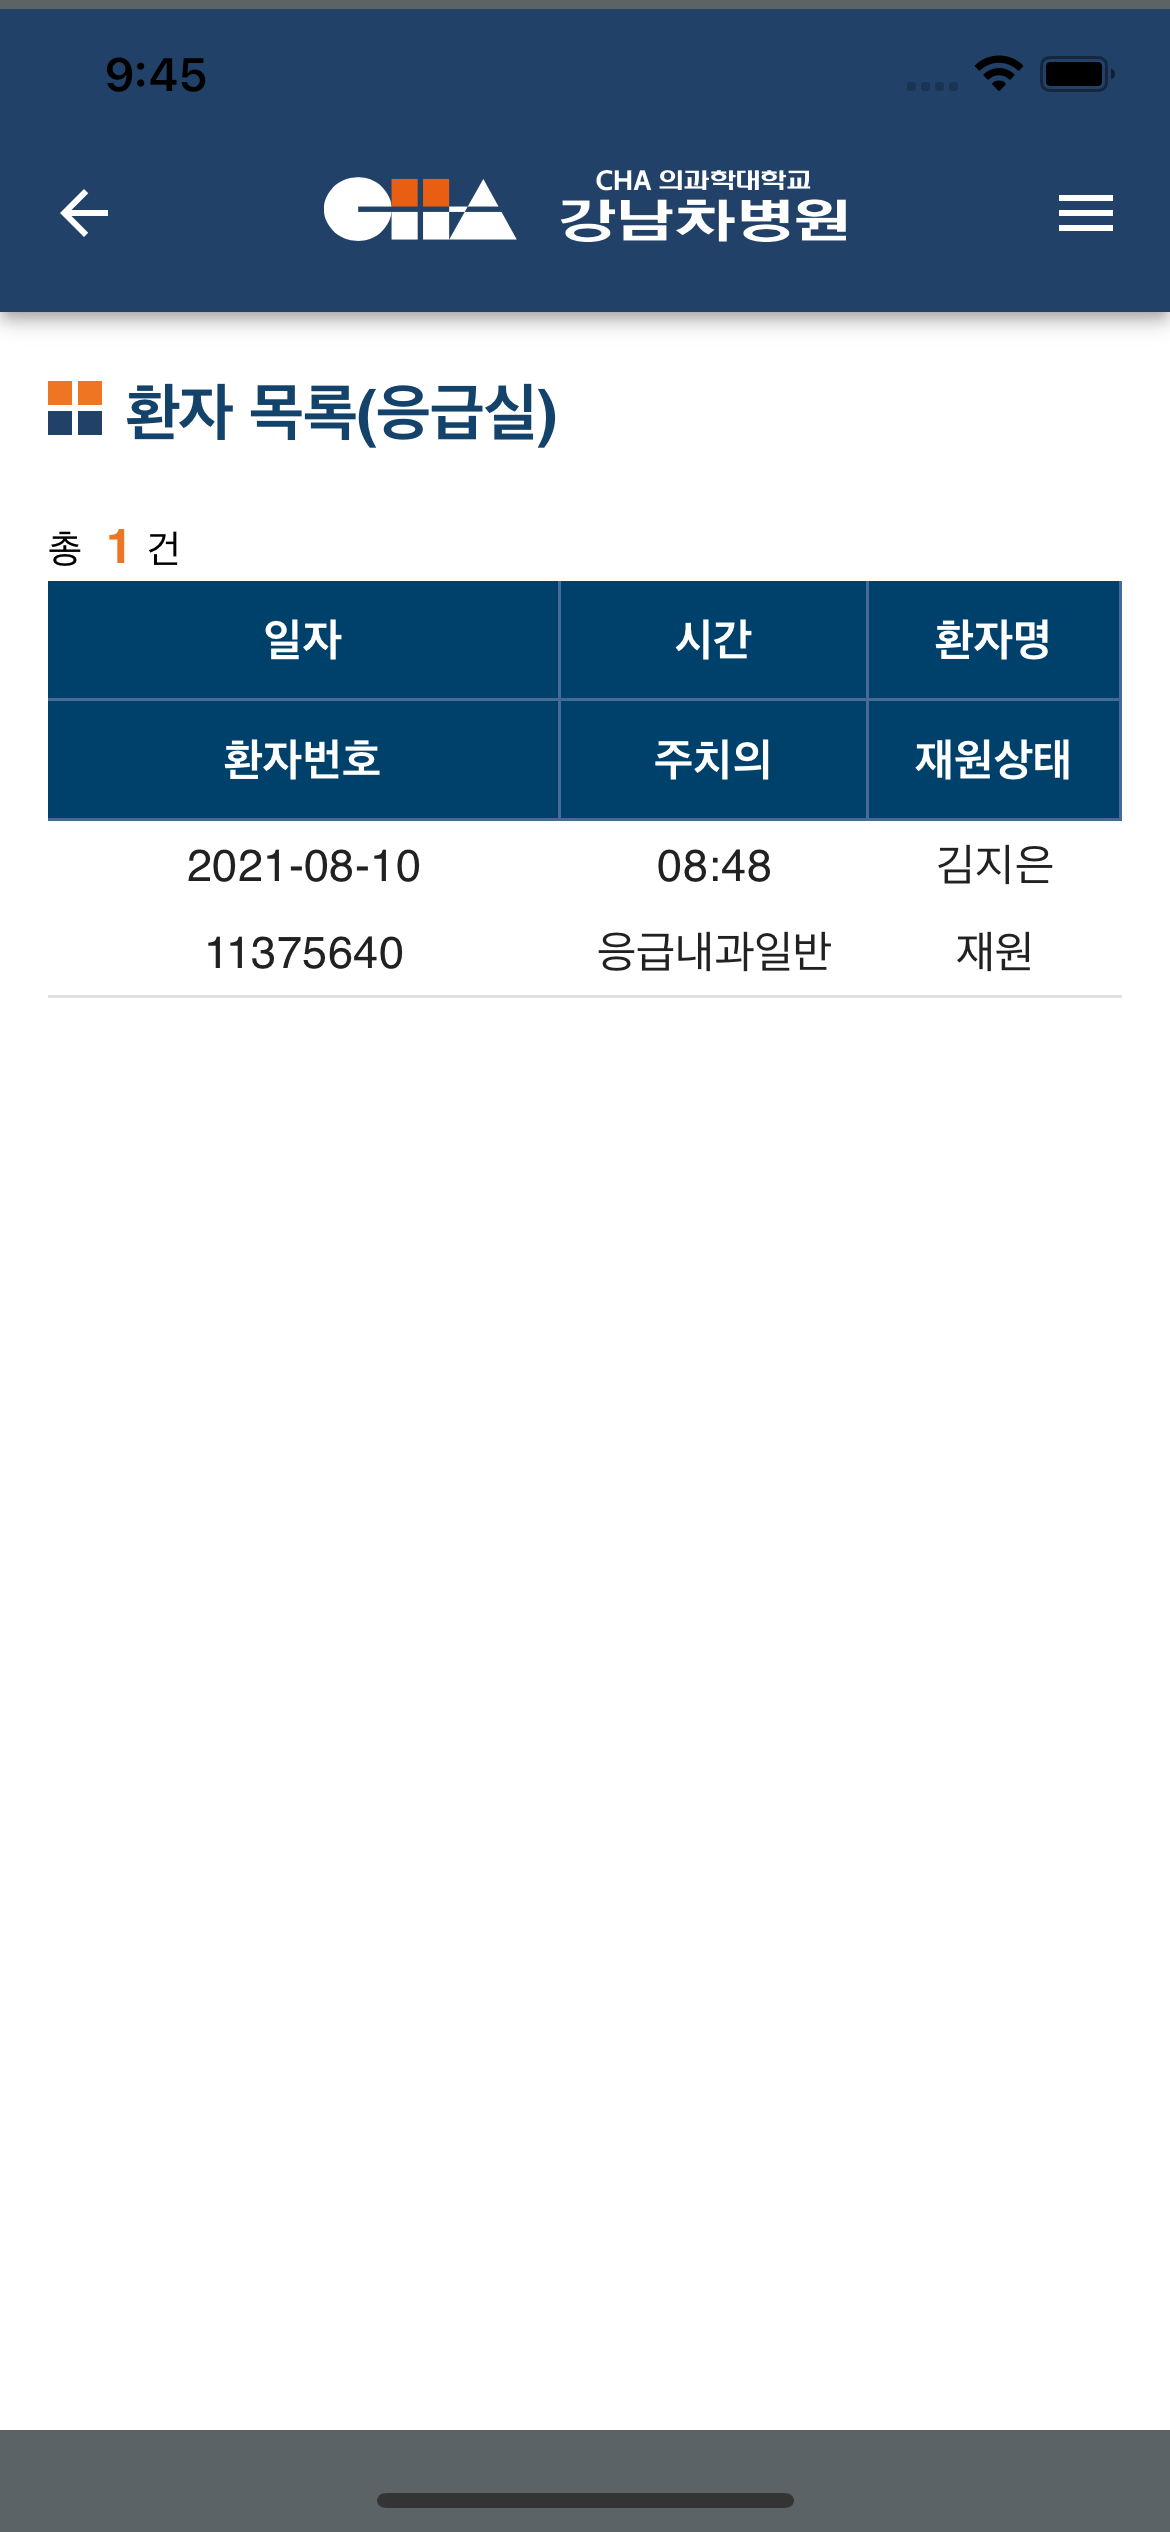 9:45
CHA
CHA 의과학대학교
강남차병원
환자 목록(응급실)
총 1 건
일자 시간 환자명
환자번호 주치의 재원상태
2021-08-10 08:48 김지은
11375640 응급내과일반 재원